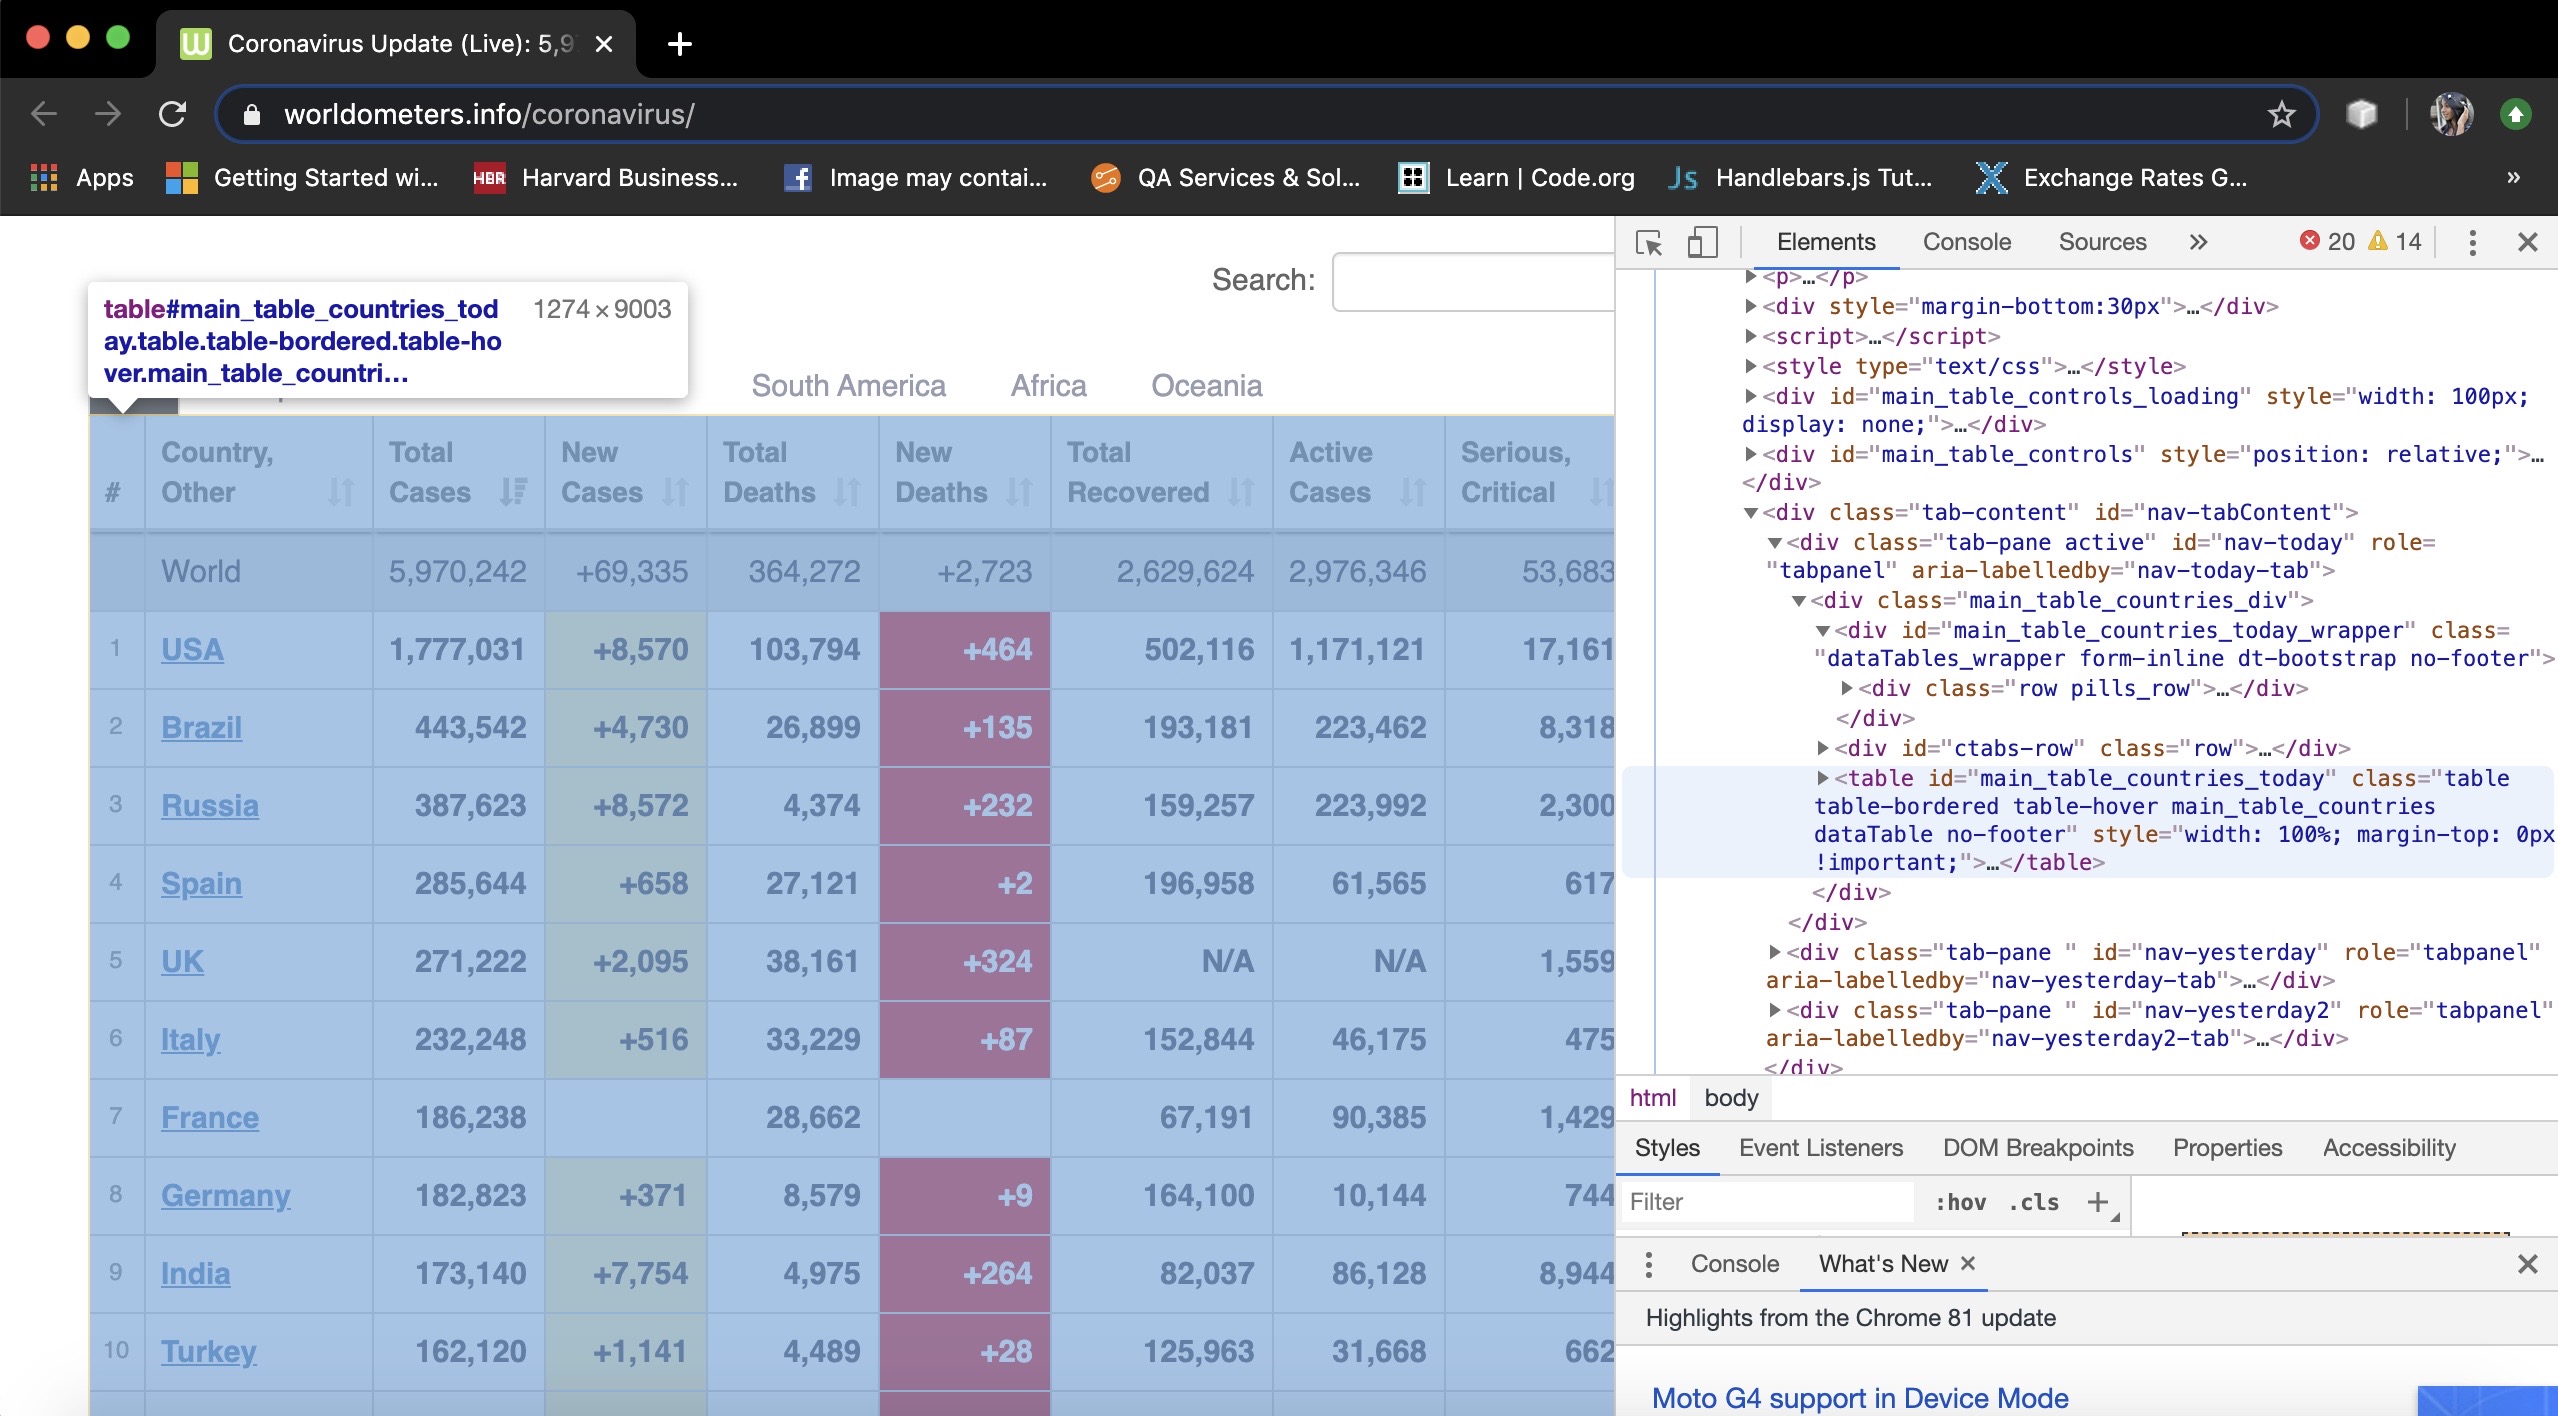 Coronavirus Update (Live): 5,9
worldometers.info/coronavirus/
Apps Getting Started wi... HBR Harvard Business... Image may contai... QA Services & Sol... Learn | Code.org Js Handlebars.js Tut... Exchange Rates G... »
Search:
table#main_table_countries_tod 1274 × 9003
ay.table.table-bordered.table-ho
ver.main_table_countri...
South America Africa Oceania
# Country, Other Total Cases New Cases Total Deaths New Deaths Total Recovered Active Cases Serious, Critical
World 5,970,242 +69,335 364,272 +2,723 2,629,624 2,976,346 53,683
1 USA 1,777,031 +8,570 103,794 +464 502,116 1,171,121 17,161
2 Brazil 443,542 +4,730 26,899 +135 193,181 223,462 8,318
3 Russia 387,623 +8,572 4,374 +232 159,257 223,992 2,300
4 Spain 285,644 +658 27,121 +2 196,958 61,565 617
5 UK 271,222 +2,095 38,161 +324 N/A N/A 1,559
6 Italy 232,248 +516 33,229 +87 152,844 46,175 475
7 France 186,238 28,662 67,191 90,385 1,429
8 Germany 182,823 +371 8,579 +9 164,100 10,144 744
9 India 173,140 +7,754 4,975 +264 82,037 86,128 8,944
10 Turkey 162,120 +1,141 4,489 +28 125,963 31,668 662
Elements Console Sources » 20 14
<p>…</p>
<div style="margin-bottom:30px">…</div>
<script>…</script>
<style type="text/css">…</style>
<div id="main_table_controls_loading" style="width: 100px;
display: none;">…</div>
<div id="main_table_controls" style="position: relative;">…
</div>
<div class="tab-content" id="nav-tabContent">
<div class="tab-pane active" id="nav-today" role=
"tabpanel" aria-labelledby="nav-today-tab">
<div class="main_table_countries_div">
<div id="main_table_countries_today_wrapper" class=
"dataTables_wrapper form-inline dt-bootstrap no-footer">
<div class="row pills_row">…</div>
</div>
<div id="ctabs-row" class="row">…</div>
<table id="main_table_countries_today" class="table
table-bordered table-hover main_table_countries
dataTable no-footer" style="width: 100%; margin-top: 0px
!important;">…</table>
</div>
</div>
<div class="tab-pane " id="nav-yesterday" role="tabpanel"
aria-labelledby="nav-yesterday-tab">…</div>
<div class="tab-pane " id="nav-yesterday2" role="tabpanel"
aria-labelledby="nav-yesterday2-tab">…</div>
</div>
html body
Styles Event Listeners DOM Breakpoints Properties Accessibility
Filter :hov .cls +
Console What's New
Highlights from the Chrome 81 update
Moto G4 support in Device Mode